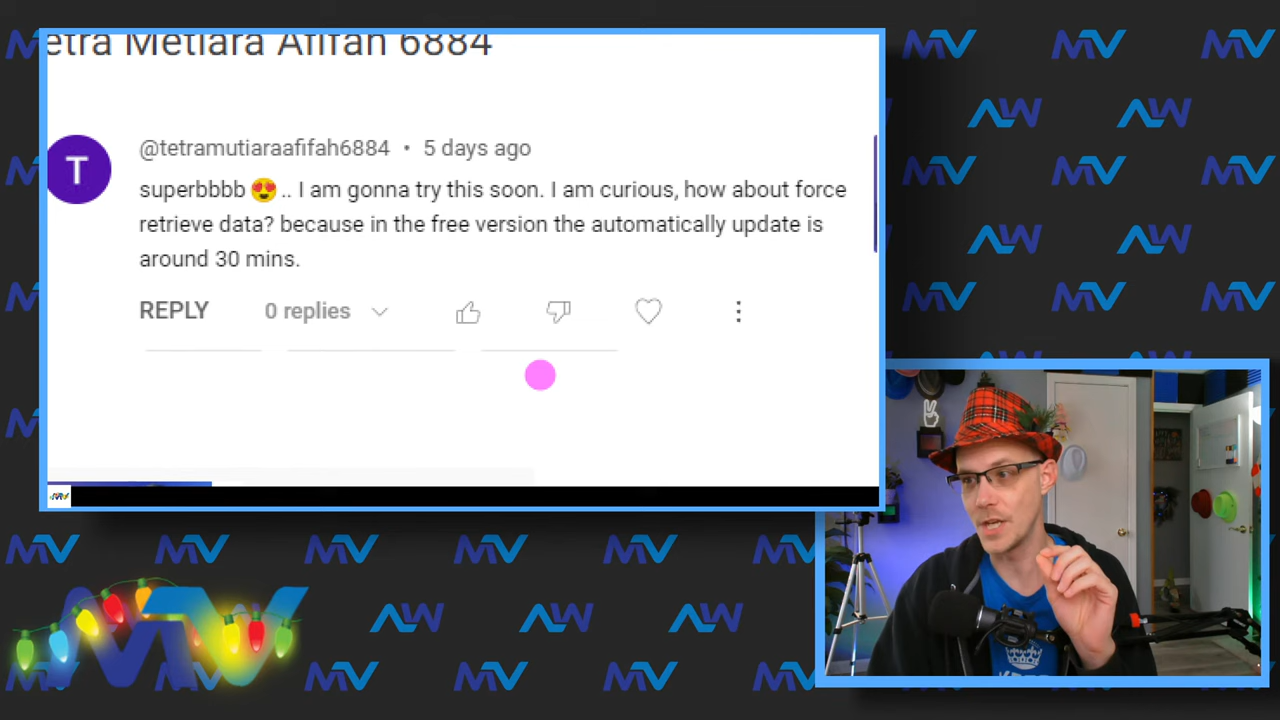 etra Metiara Afifah 6884
T
@tetramutiaraafifah6884 • 5 days ago
superbbbb 😍 .. I am gonna try this soon. I am curious, how about force
retrieve data? because in the free version the automatically update is
around 30 mins.
REPLY 0 replies